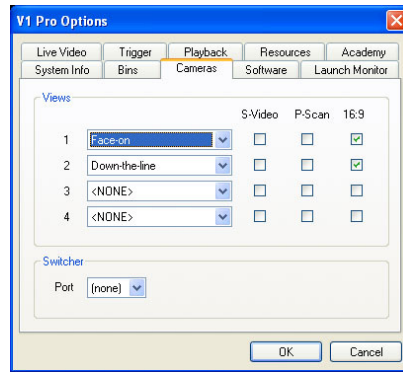 V1 Pro Options
Live Video Trigger Playback Resources Academy
System Info Bins Cameras Software Launch Monitor
Views
S-Video P-Scan 16:9
1 Face-on
2 Down-the-line
3 <NONE>
4 <NONE>
Switcher
Port (none)
OK Cancel